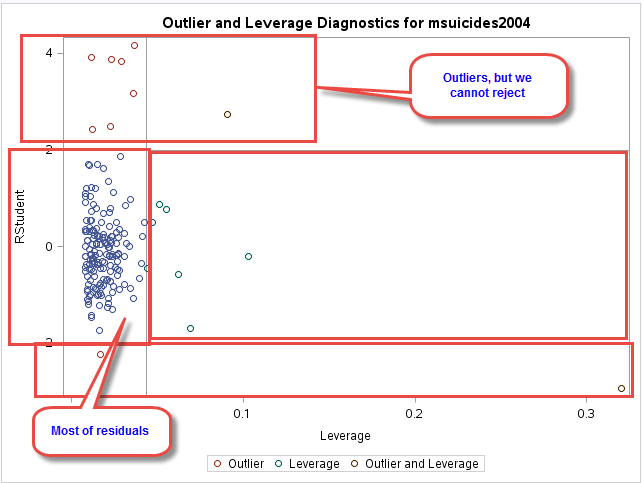 Outlier and Leverage Diagnostics for msuicides2004
4
Outliers, but we
cannot reject
2
RStudent
0
2
Most of residuals
0.1
0.2
0.3
Leverage
Outlier
Leverage
Outlier and Leverage